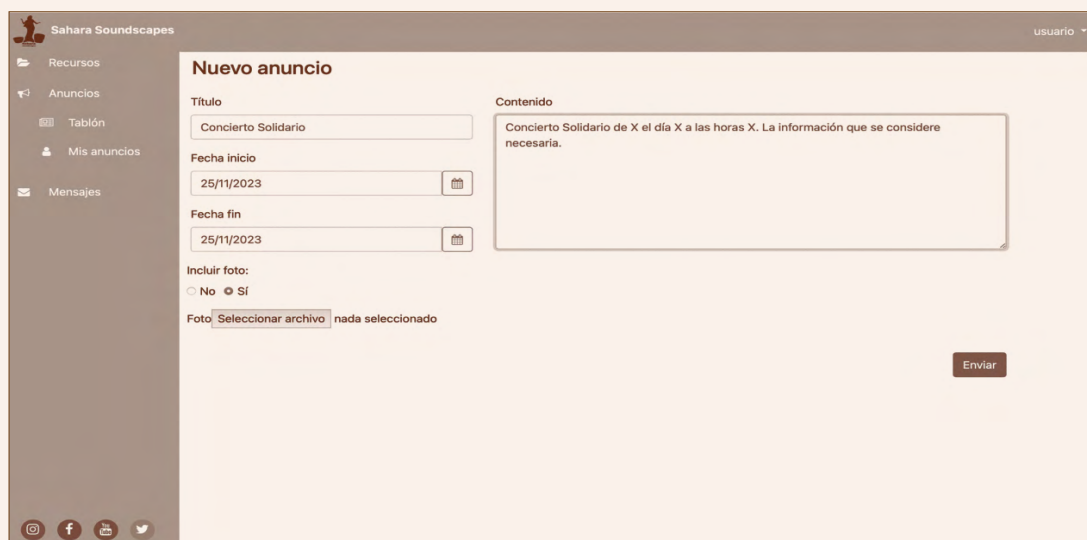 Sahara Soundscapes
usuario
Recursos
Anuncios
Tablón
Mis anuncios
Mensajes
Nuevo anuncio
Título
Concierto Solidario
Fecha inicio
25/11/2023
Fecha fin
25/11/2023
Incluir foto:
No Sí
Foto Seleccionar archivo nada seleccionado
Contenido
Concierto Solidario de X el día X a las horas X. La información que se considere
necesaria.
Enviar